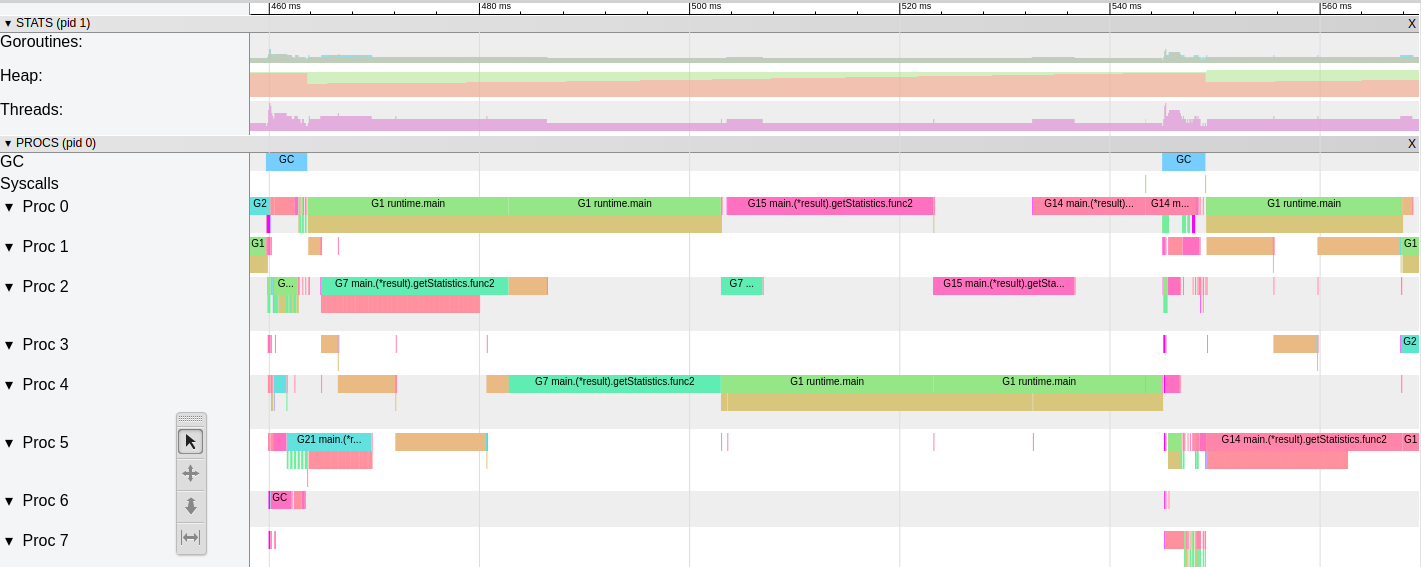 460 ms 480 ms 500 ms 520 ms 540 ms 560 ms
▼ STATS (pid 1) X
Goroutines:
Heap:
Threads:
▼ PROCS (pid 0) X
GC GC GC
Syscalls
▼ Proc 0 G2 G1 runtime.main G1 runtime.main G15 main.(*result).getStatistics.func2 G14 main.(*result)... G14 m... G1 runtime.main
▼ Proc 1 G1 G1
▼ Proc 2 G... G7 main.(*result).getStatistics.func2 G7 ... G15 main.(*result).getSta...
▼ Proc 3 G2
▼ Proc 4 G7 main.(*result).getStatistics.func2 G1 runtime.main G1 runtime.main
▼ Proc 5 G21 main.(*r... G14 main.(*result).getStatistics.func2 G1
▼ Proc 6 GC
▼ Proc 7